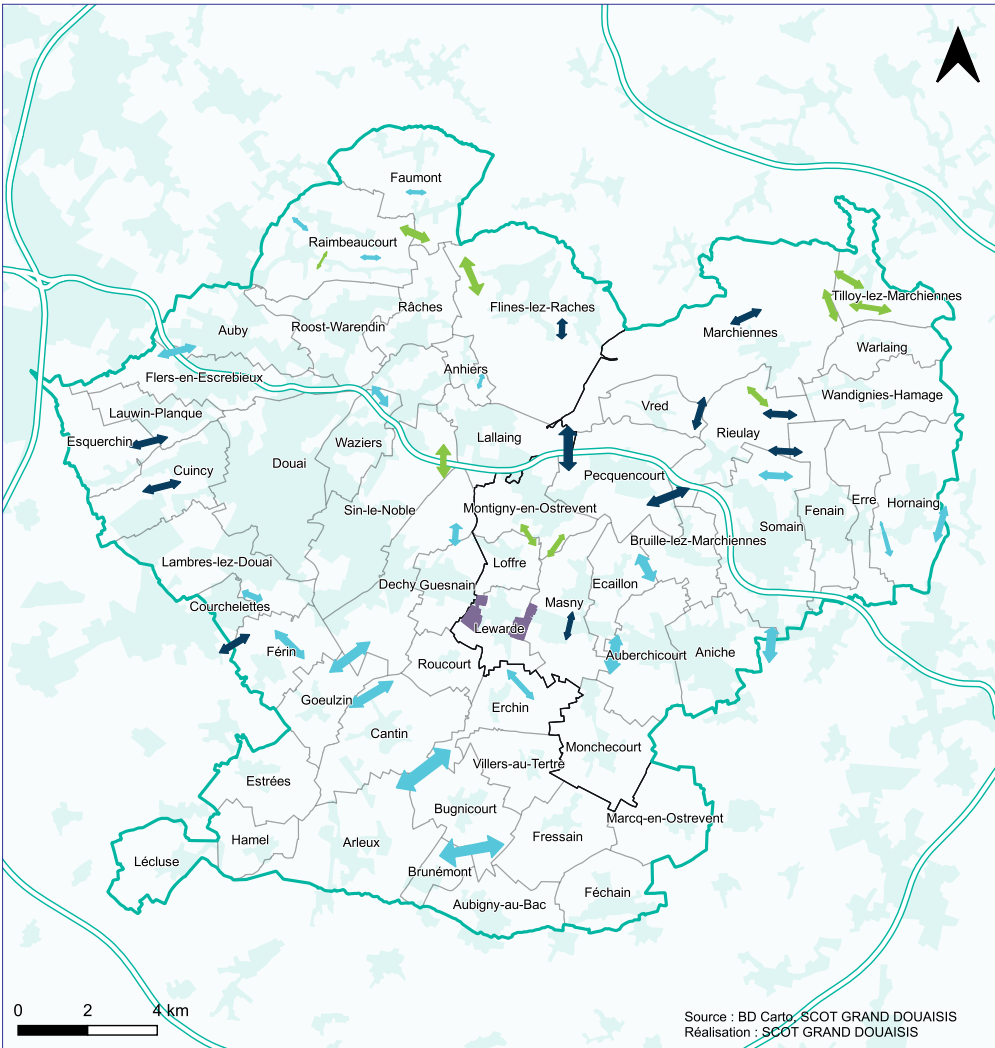 Faumont
Raimbeaucourt
Râches
Flines-lez-Raches
Tilloy-lez-Marchiennes
Marchiennes
Auby
Roost-Warendin
Warlaing
Anhiers
Flers-en-Escrebieux
Wandignies-Hamage
Vred
Lauwin-Planque
Rieulay
Lallaing
Esquerchin
Waziers
Douai
Cuincy
Pecquencourt
Erre
Hornaing
Sin-le-Noble
Montigny-en-Ostrevent
Fenain
Somain
Bruille-lez-Marchiennes
Lambres-lez-Douai
Loffre
Dechy
Guesnain
Ecaillon
Courchelettes
Masny
Lewarde
Férin
Auberchicourt
Aniche
Roucourt
Goeulzin
Erchin
Cantin
Monchecourt
Villers-au-Tertre
Estrées
Bugnicourt
Marcq-en-Ostrevent
Fressain
Hamel
Arleux
Lécluse
Brunémont
Féchain
Aubigny-au-Bac
0 2 4 km
Source : BD Carto, SCOT GRAND DOUAISIS
Réalisation : SCOT GRAND DOUAISIS